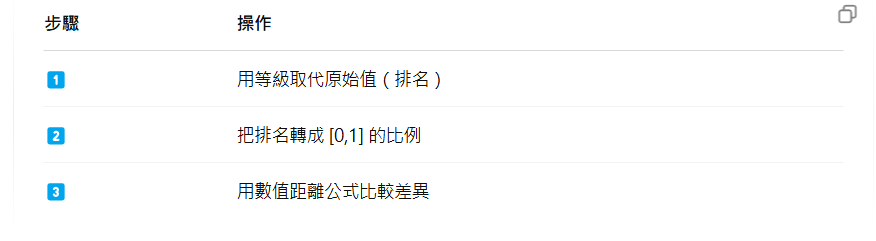 步驟 操作
1 用等級取代原始值（排名）
2 把排名轉成 [0,1] 的比例
3 用數值距離公式比較差異